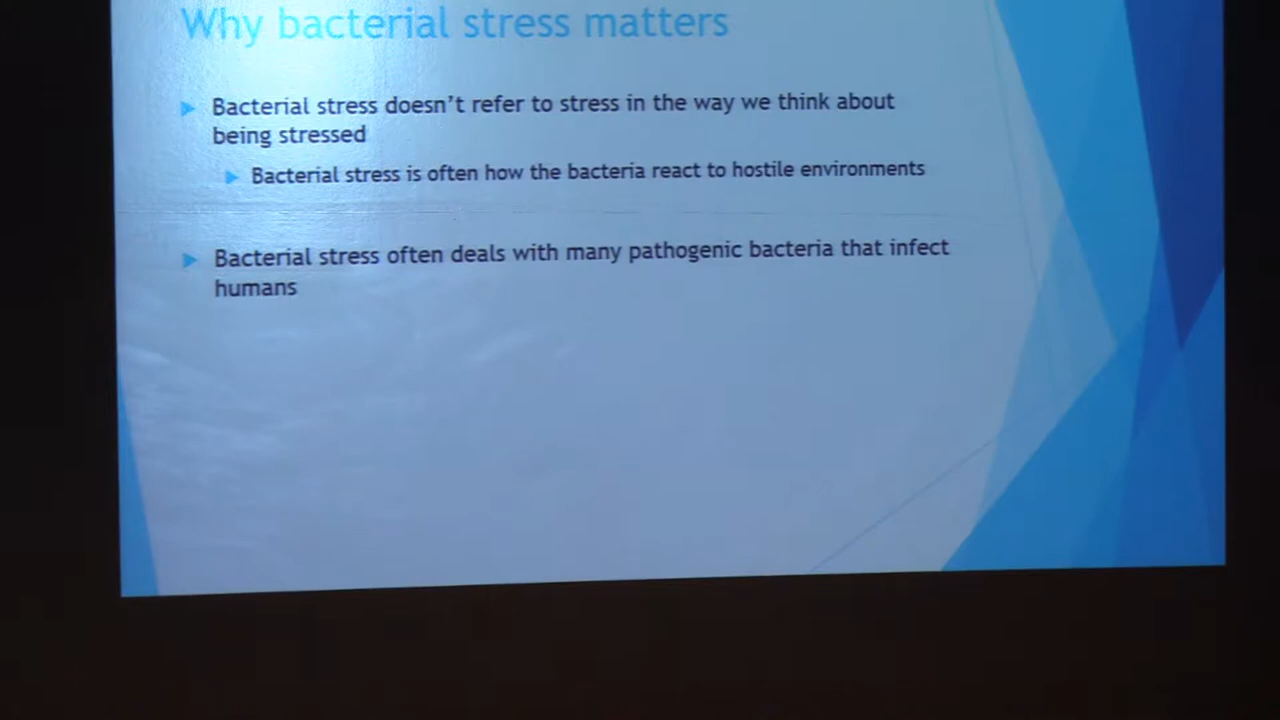 Why bacterial stress matters
Bacterial stress doesn't refer to stress in the way we think about
being stressed
Bacterial stress is often how the bacteria react to hostile environments
Bacterial stress often deals with many pathogenic bacteria that infect
humans